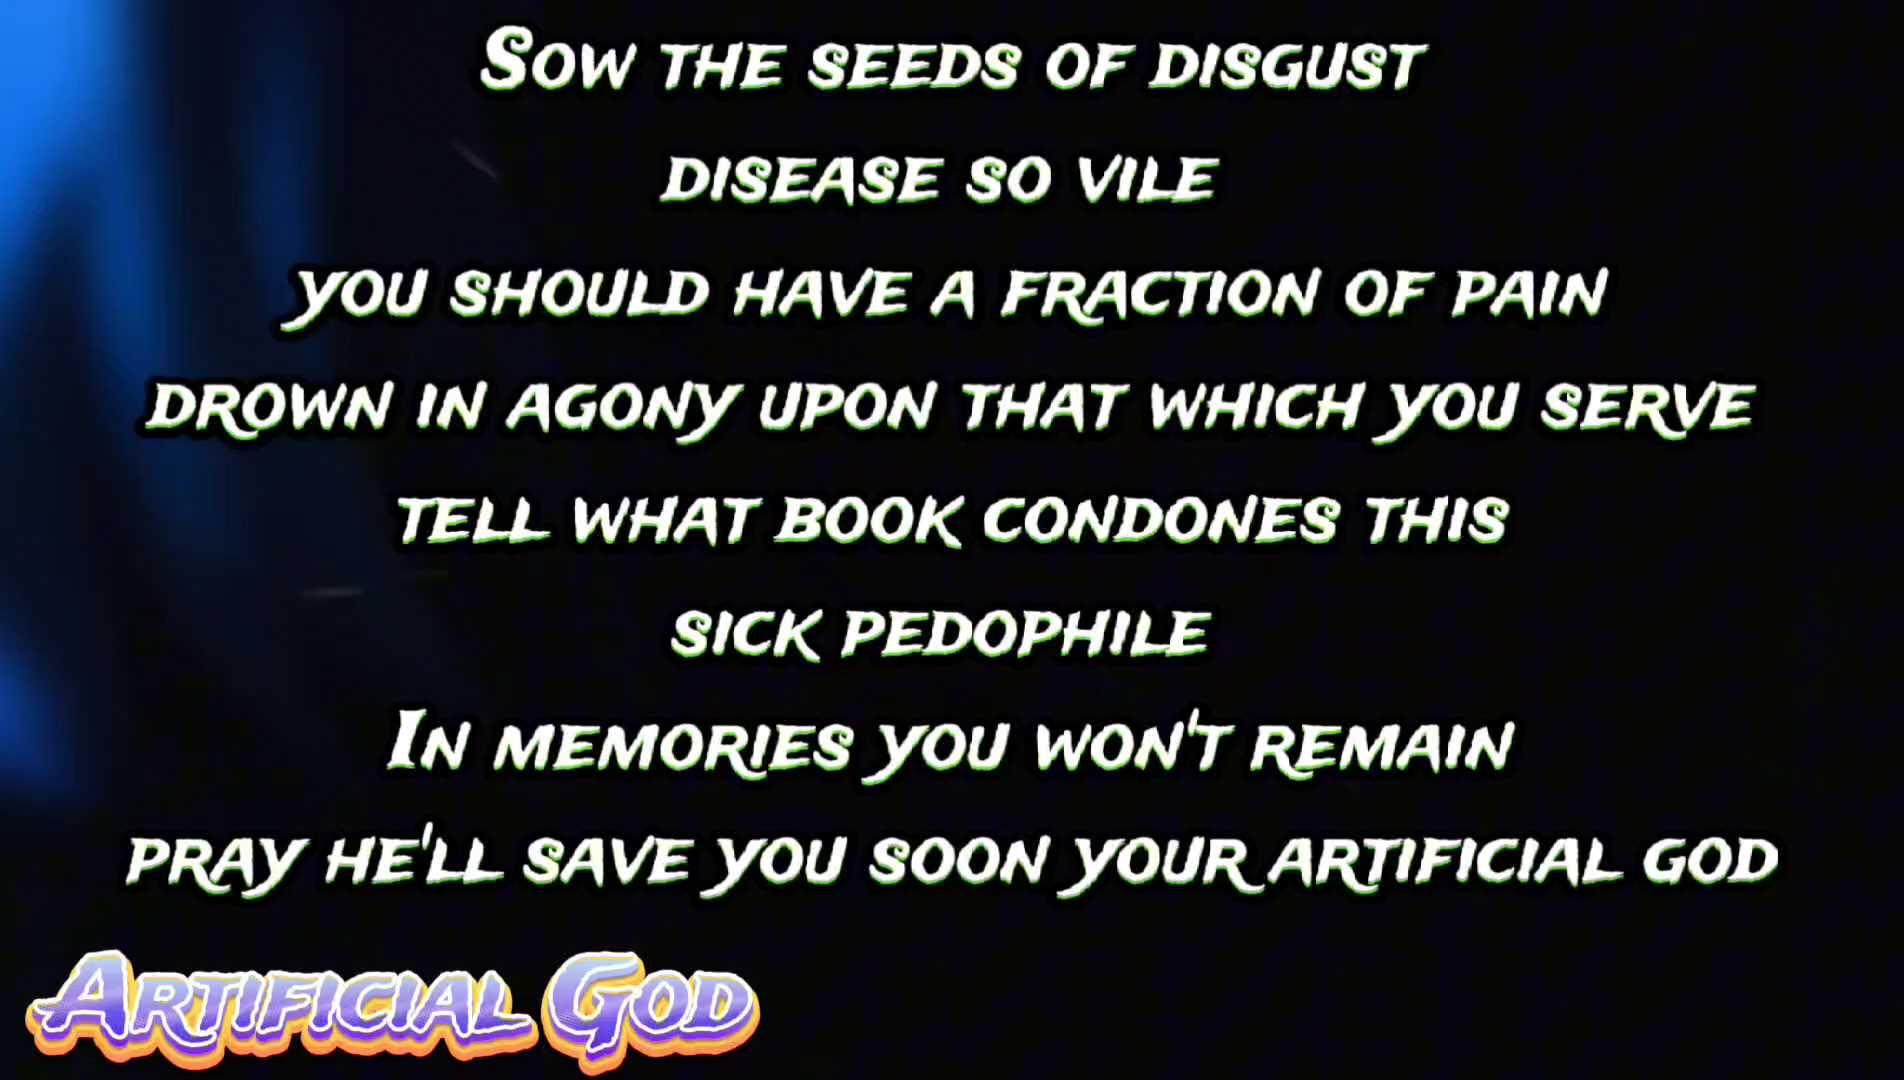 Sow the seeds of disgust
disease so vile
you should have a fraction of pain
drown in agony upon that which you serve
tell what book condones this
sick pedophile
In memories you won't remain
pray he'll save you soon your artificial god
Artificial God